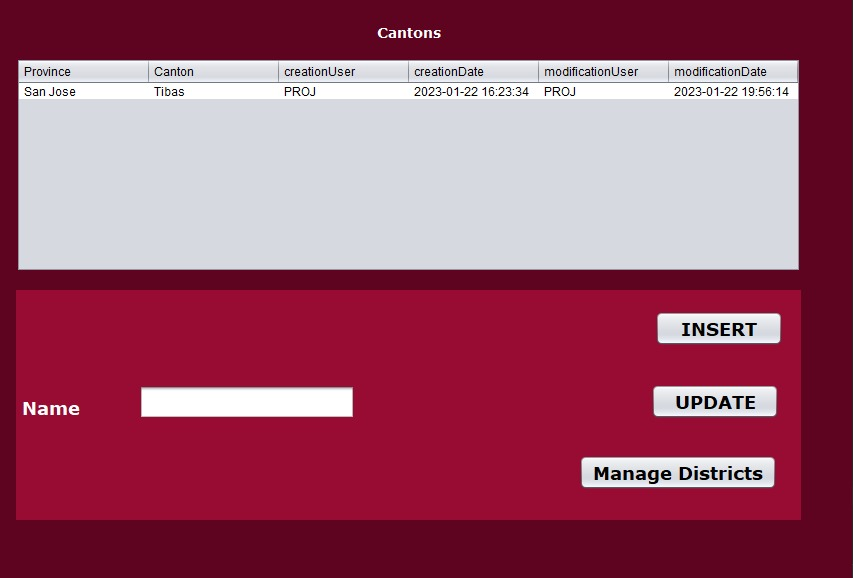 Cantons
Province Canton creationUser creationDate modificationUser modificationDate
San Jose Tibas PROJ 2023-01-22 16:23:34 PROJ 2023-01-22 19:56:14
INSERT
Name
UPDATE
Manage Districts